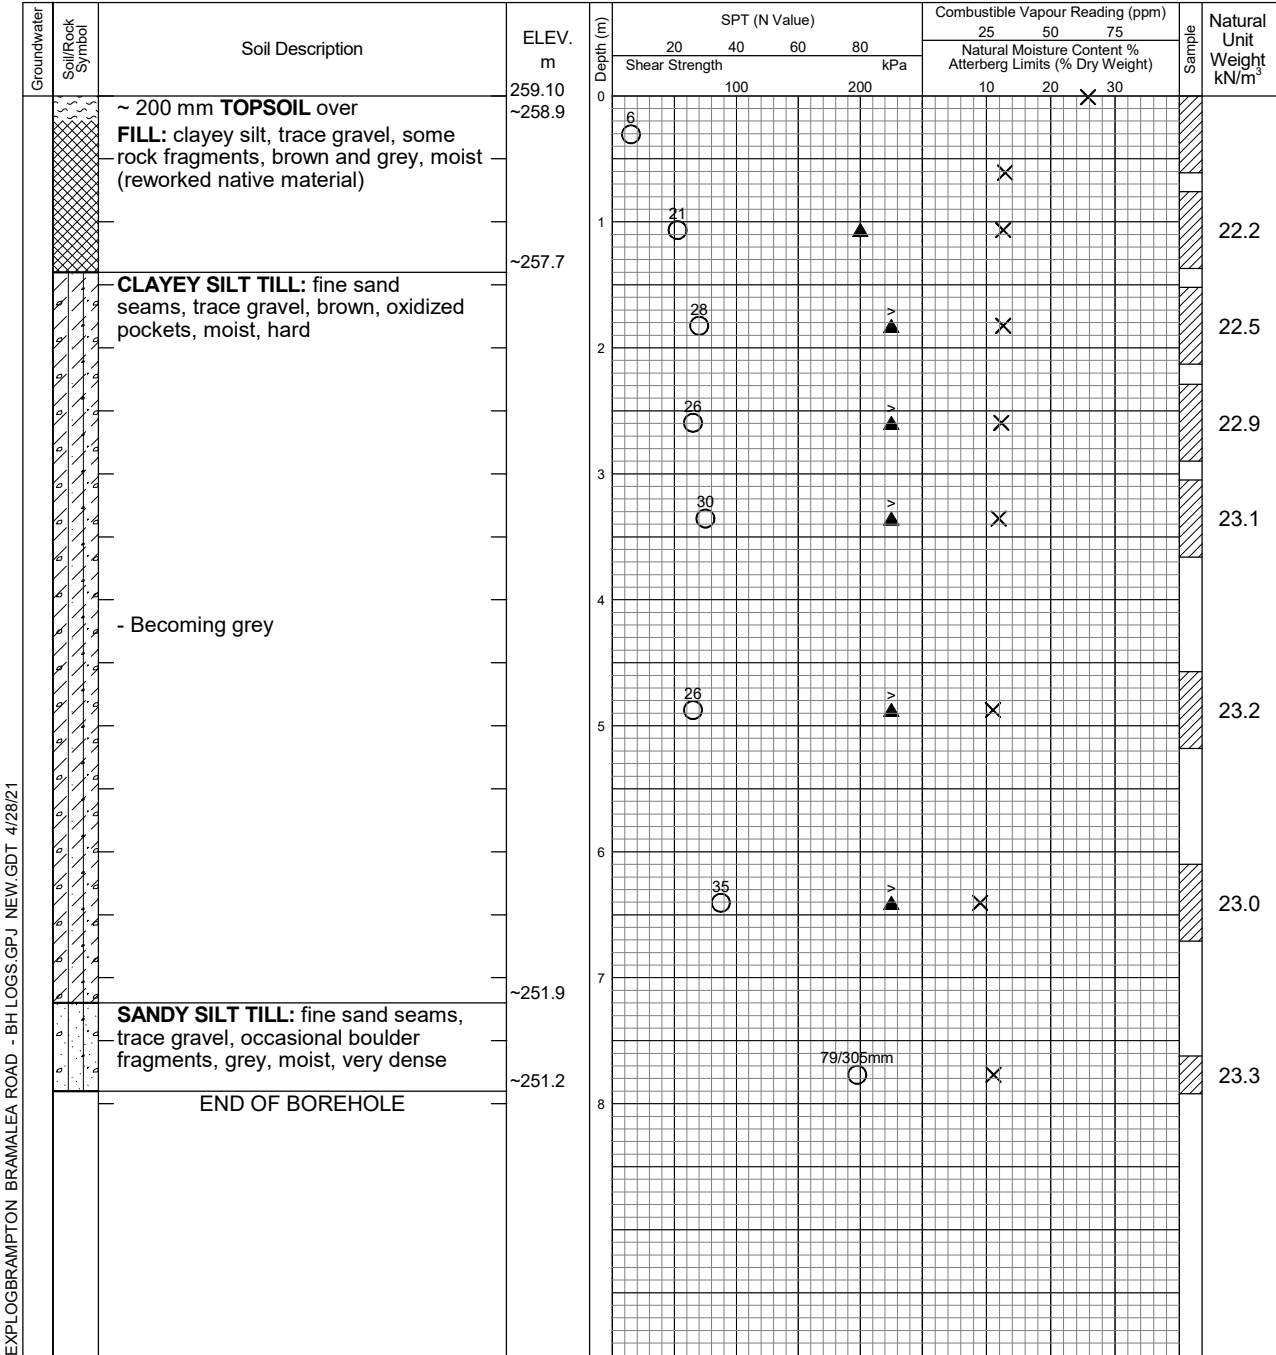 Groundwater
Soil/Rock
Symbol
Soil Description
ELEV.
m
Depth (m)
SPT (N Value)
20 40 60 80
Shear Strength kPa
100 200
Combustible Vapour Reading (ppm)
25 50 75
Natural Moisture Content %
Atterberg Limits (% Dry Weight)
10 20 30
Sample
Natural
Unit
Weight
kN/m³
259.10
0
~ 200 mm TOPSOIL over
~258.9
FILL: clayey silt, trace gravel, some
rock fragments, brown and grey, moist
(reworked native material)
6
1
21
22.2
~257.7
CLAYEY SILT TILL: fine sand
seams, trace gravel, brown, oxidized
pockets, moist, hard
28
>
22.5
2
26
>
22.9
3
30
>
23.1
4
- Becoming grey
26
>
23.2
5
6
35
>
23.0
7
~251.9
SANDY SILT TILL: fine sand seams,
trace gravel, occasional boulder
fragments, grey, moist, very dense
79/305mm
23.3
~251.2
END OF BOREHOLE
8
EXPLOGBRAMPTON BRAMALEA ROAD - BH LOGS.GPJ NEW.GDT 4/28/21